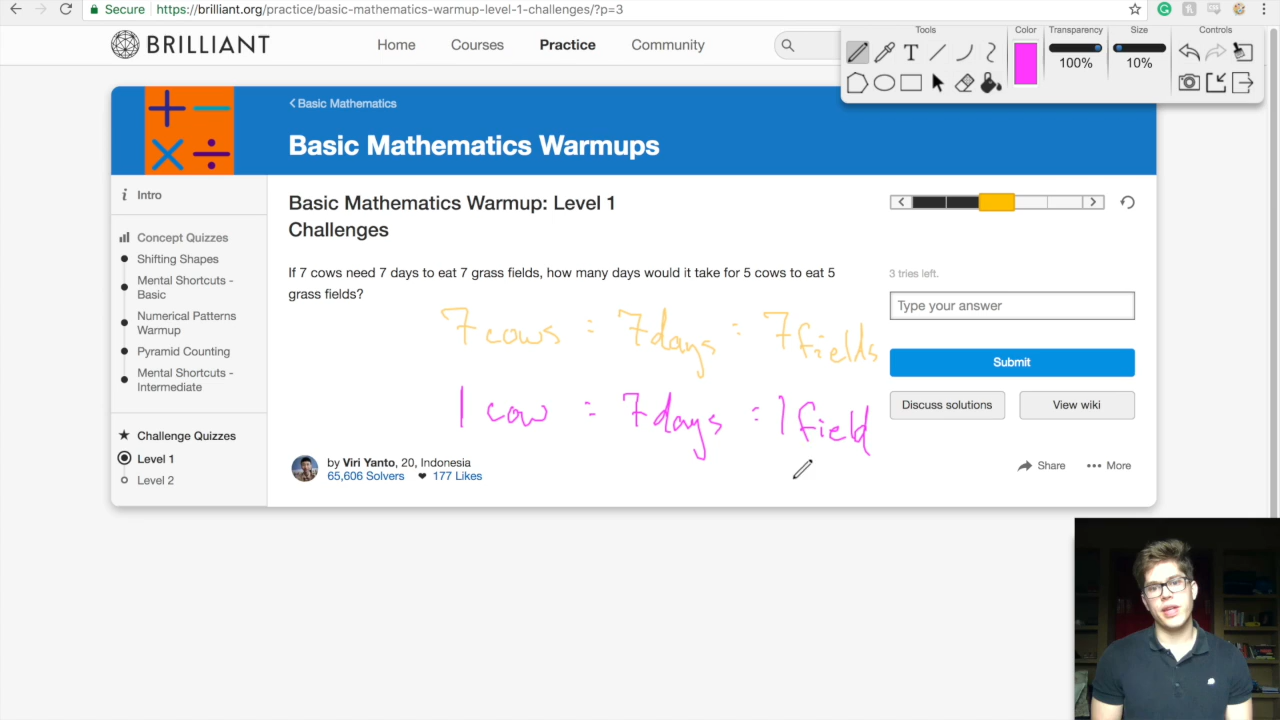 Secure https://brilliant.org/practice/basic-mathematics-warmup-level-1-challenges/?p=3
Tools Color Transparency Size Controls
BRILLIANT Home Courses Practice Community
T 100% 10%
Basic Mathematics
Basic Mathematics Warmups
Intro
Concept Quizzes
Shifting Shapes
Mental Shortcuts -
Basic
Numerical Patterns
Warmup
Pyramid Counting
Mental Shortcuts -
Intermediate
Challenge Quizzes
Level 1
Level 2
Basic Mathematics Warmup: Level 1
Challenges
If 7 cows need 7 days to eat 7 grass fields, how many days would it take for 5 cows to eat 5
grass fields?
7 cows = 7 days = 7 fields
1 cow = 7 days = 1 field
by Viri Yanto, 20, Indonesia
65,606 Solvers 177 Likes
3 tries left.
Type your answer
Submit
Discuss solutions View wiki
Share More